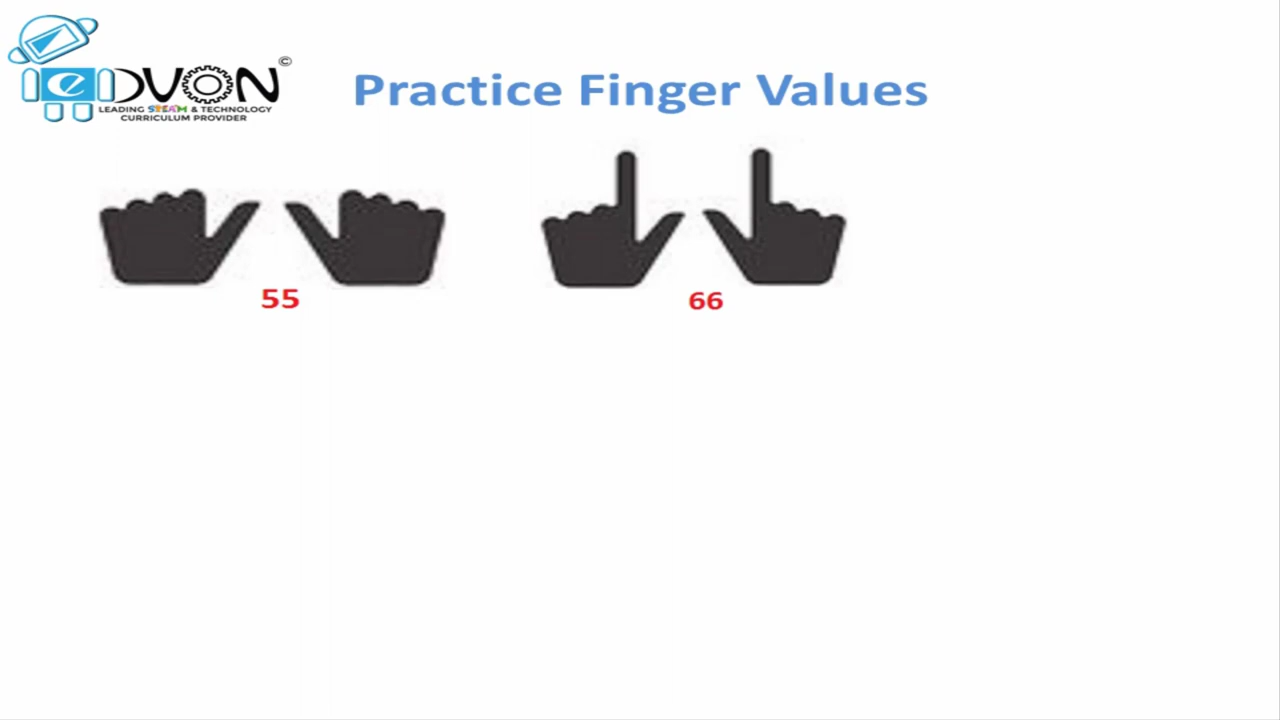 eDVON©
LEADING STEAM & TECHNOLOGY
CURRICULUM PROVIDER
Practice Finger Values
55
66